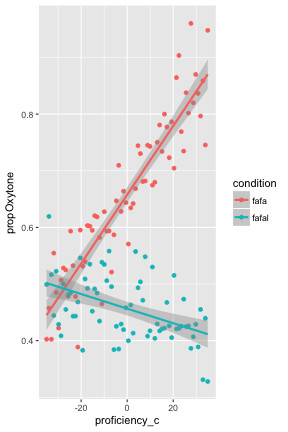 propOxytone
0.8
0.6
0.4
-20
0
20
proficiency_c
condition
fafa
fafal